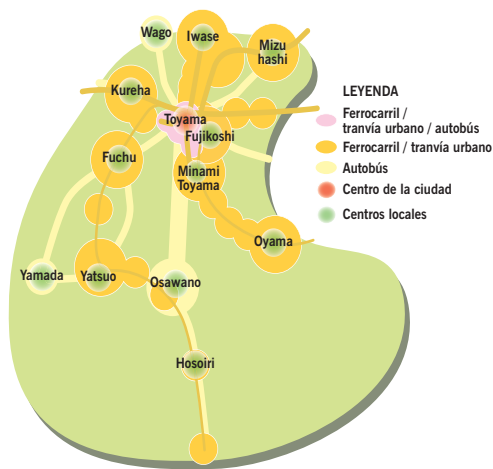 Wago
Iwase
Mizu
hashi
Kureha
Toyama
Fujikoshi
Fuchu
Minami
Toyama
Oyama
Yamada
Yatsuo
Osawano
Hosoiri
LEYENDA
Ferrocarril /
tranvía urbano / autobús
Ferrocarril / tranvía urbano
Autobús
Centro de la ciudad
Centros locales